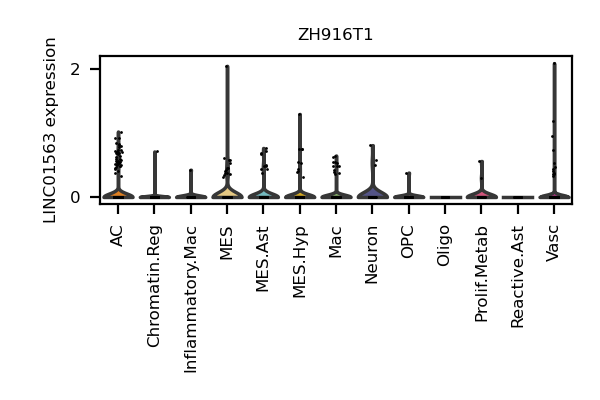 ZH916T1
LINC01563 expression
2
0
AC
Chromatin.Reg
Inflammatory.Mac
MES
MES.Ast
MES.Hyp
Mac
Neuron
OPC
Oligo
Prolif.Metab
Reactive.Ast
Vasc